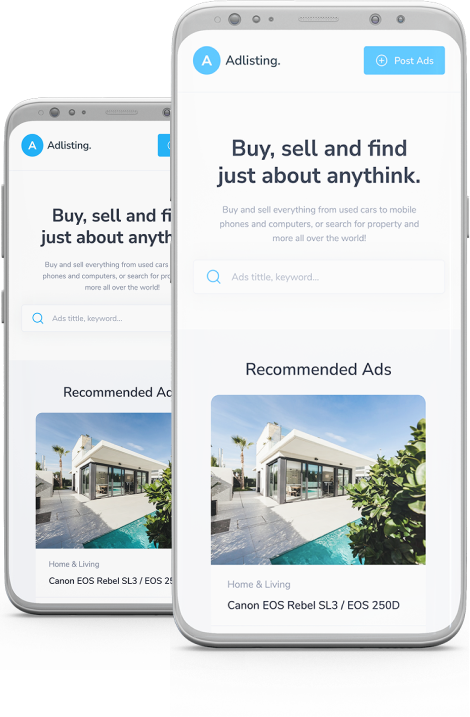 A Adlisting.
Post Ads
Buy, sell and find
just about anythink.
Buy and sell everything from used cars to mobile
phones and computers, or search for property and
more all over the world!
Ads tittle, keyword...
Recommended Ads
Home & Living
Canon EOS Rebel SL3 / EOS 250D
A Adlisting.
Buy, sell and fi
just about anyth
Buy and sell everything from used cars
phones and computers, or search for pro
more all over the world!
Ads tittle, keyword...
Recommended Ad
Home & Living
Canon EOS Rebel SL3 / EOS 25